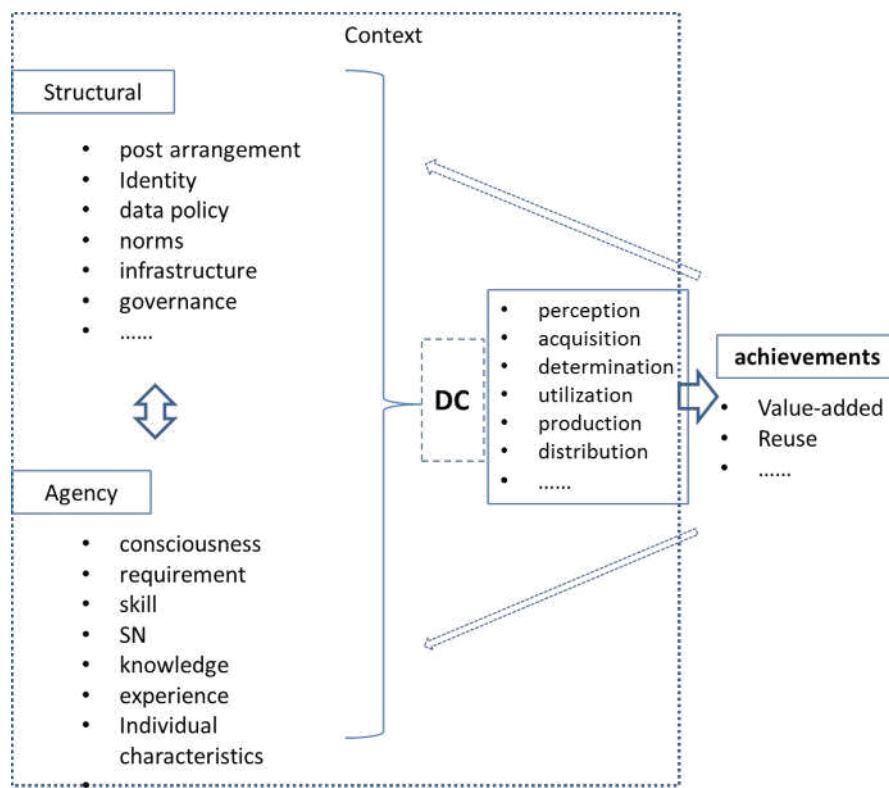 Context
Structural
• post arrangement
• Identity
• data policy
• norms
• infrastructure
• governance
• ......
Agency
• consciousness
• requirement
• skill
• SN
• knowledge
• experience
• Individual
characteristics
•
DC
• perception
• acquisition
• determination
• utilization
• production
• distribution
• ......
achievements
• Value-added
• Reuse
• ......